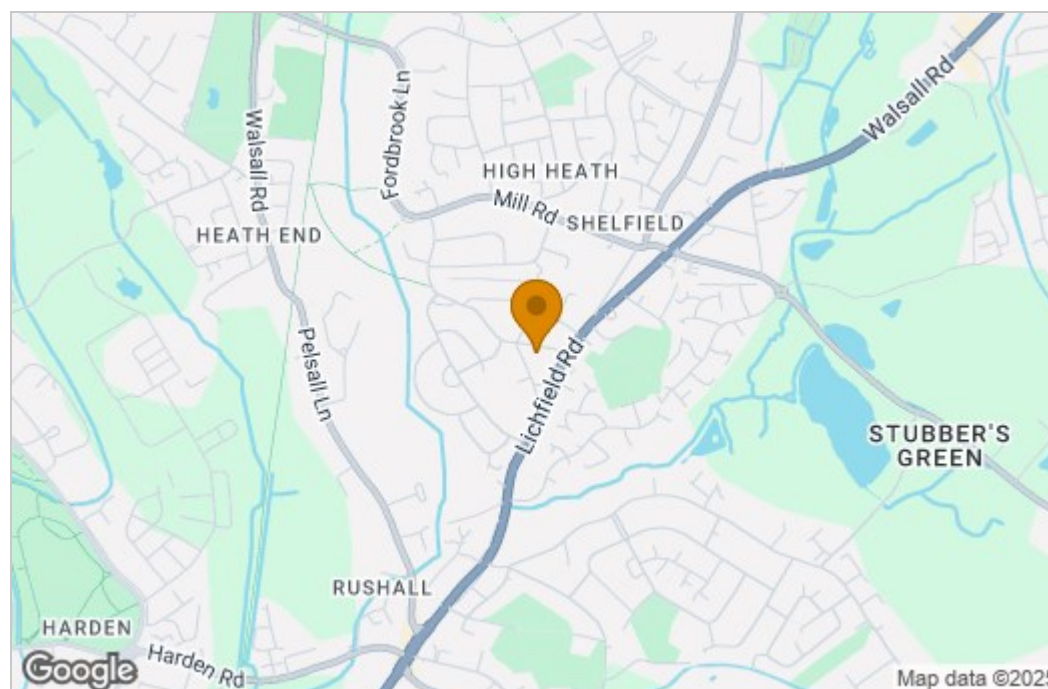 Walsall Rd
Fordbrook Ln
Walsall Rd
HIGH HEATH
Mill Rd
SHELFIELD
HEATH END
Pelsall Ln
Lichfield Rd
STUBBER'S
GREEN
RUSHALL
HARDEN
Harden Rd
Google
Map data ©2025